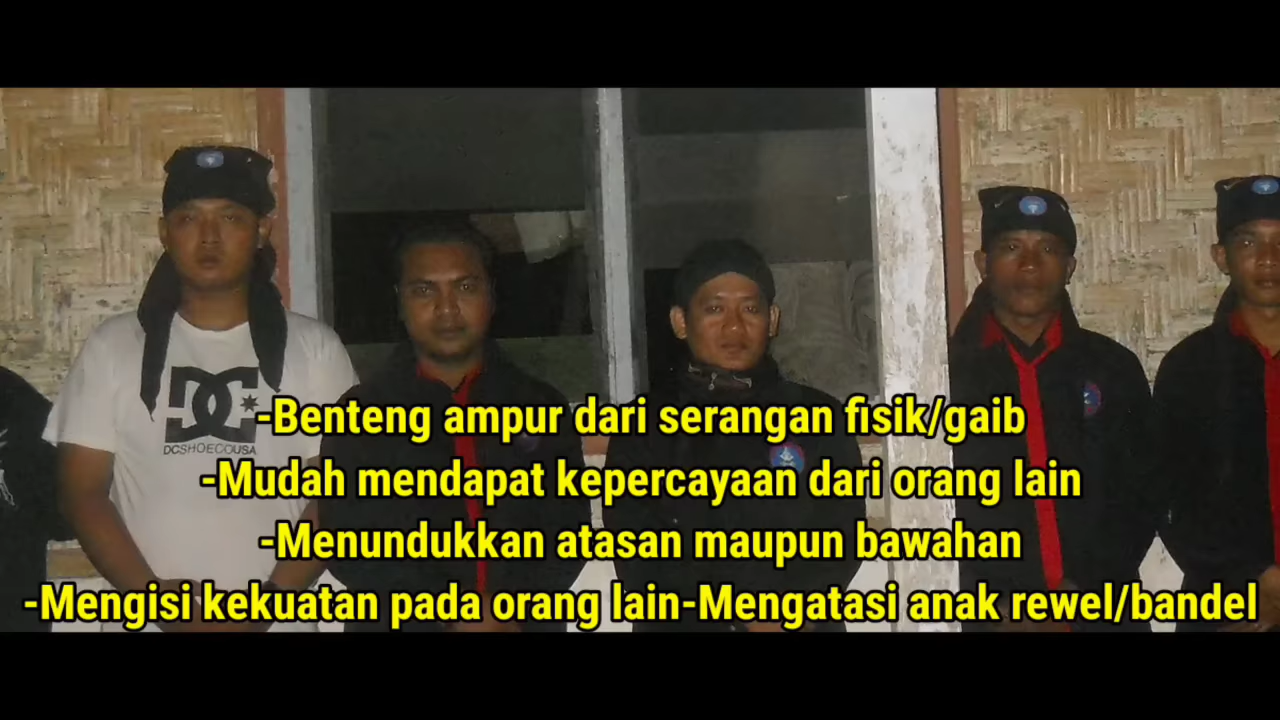 DC
DCSHOECOUSA
-Benteng ampur dari serangan fisik/gaib
-Mudah mendapat kepercayaan dari orang lain
-Menundukkan atasan maupun bawahan
-Mengisi kekuatan pada orang lain-Mengatasi anak rewel/bandel